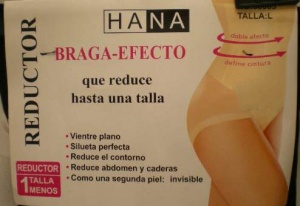 HANA
TALLA:L
REDUCTOR
BRAGA-EFECTO
que reduce
hasta una talla
doble efecto
define cintura
• Vientre plano
• Silueta perfecta
• Reduce el contorno
• Reduce abdomen y caderas
• Como una segunda piel: invisible
REDUCTOR
1 TALLA
MENOS